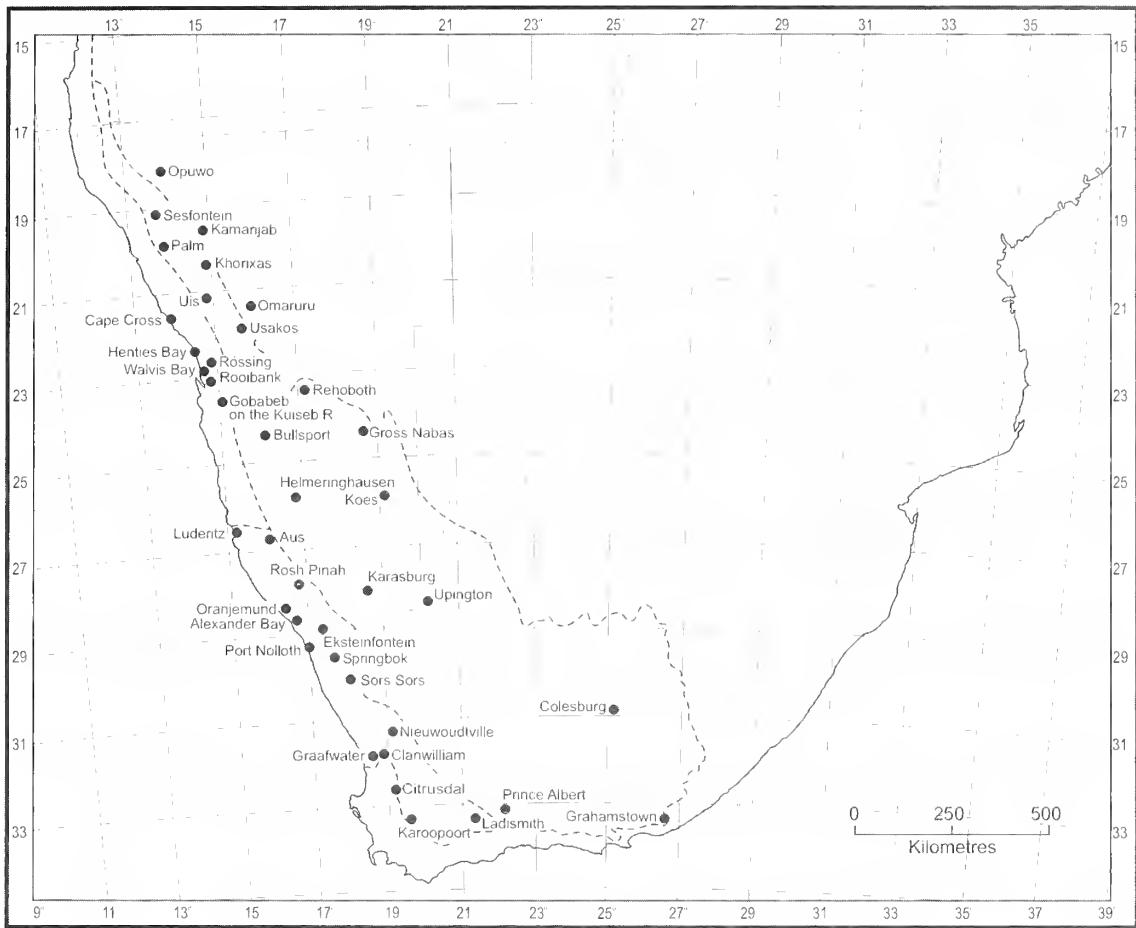 13°
15
17
19°
21
23
25
27
33
35
15
17
19
21
23
25
27
29
31
33
15
17
19
21
23
25
27
29
31
33
Opuwo
Sesfontein
Kamanjab
Palm
Khorixas
Uis
Omaruru
Cape Cross
Usakos
Henties Bay
Rössing
Walvis Bay
Rooibank
Rehoboth
Gobabeb
on the Kuiseb R
Gross Nabas
Bullsport
Helmeringhausen
Koes
Luderitz
Aus
Rosh Pinah
Karasburg
Upington
Oranjemund
Alexander Bay
Eksteinfontein
Port Nolloth
Springbok
Sors Sors
Colesburg
Nieuwoudtville
Graafwater
Clanwilliam
Citrusdal
Prince Albert
Karoopoort
Ladismith
Grahamstown
0 250 500
Kilometres
9°
13
15
17
19
21
23°
25
27°
29
31
33
35
37
39